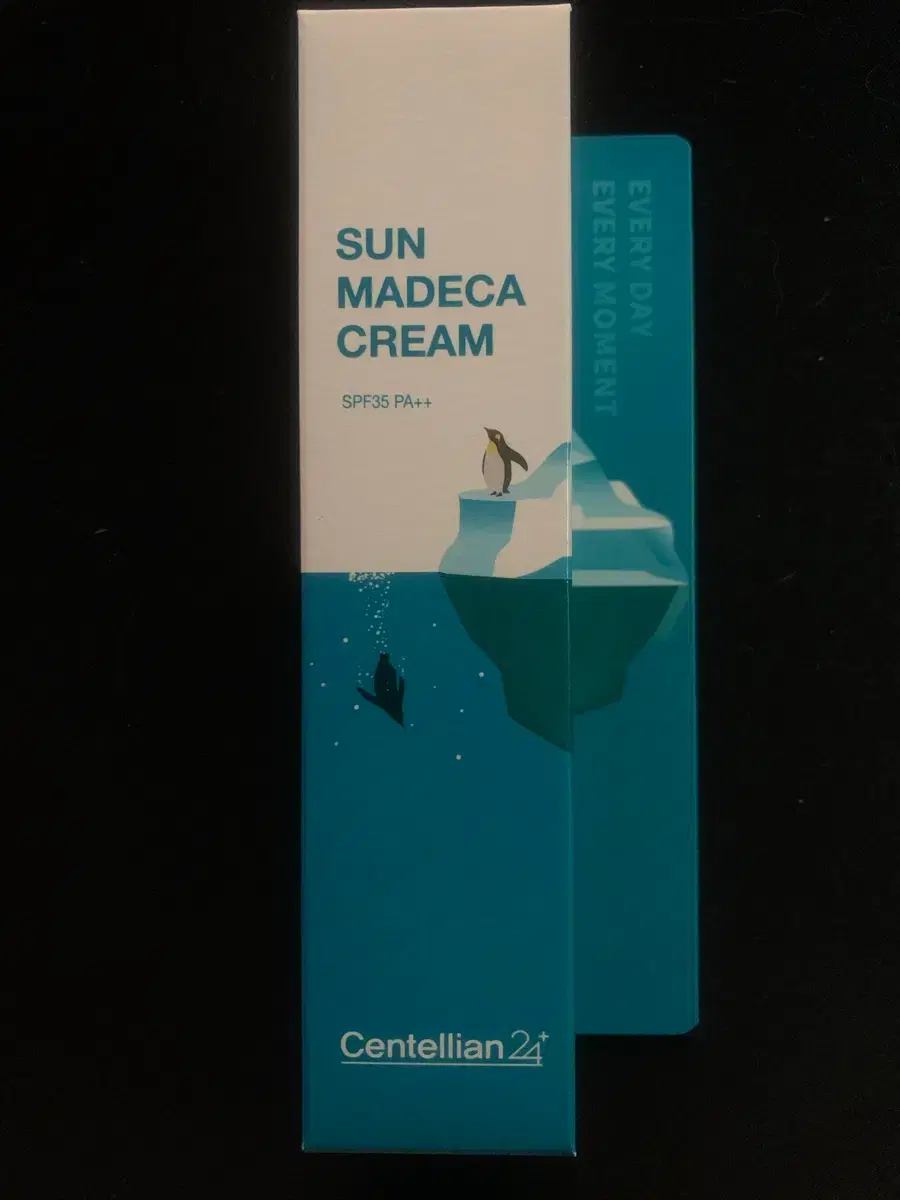 SUN
MADECA
CREAM
SPF35 PA++
EVERY DAY
EVERY MOMENT
Centellian24+